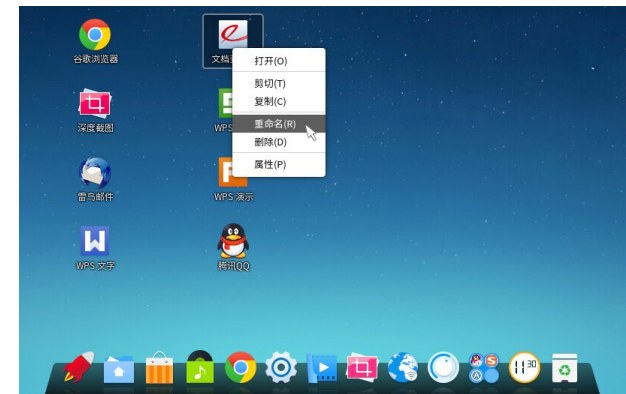 谷歌浏览器
文档
打开(O)
剪切(T)
复制(C)
深度截图
WPS
重命名(R)
删除(D)
属性(P)
雷鸟邮件
WPS 演示
WPS 文字
腾讯QQ
11 30